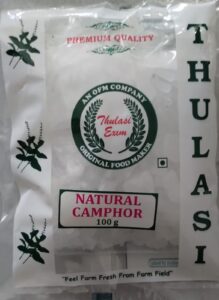 PREMIUM QUALITY
AN OFM COMPANY
Thulasi
Exim
ORIGINAL FOOD MAKER
NATURAL
CAMPHOR
100 g
"Feel Farm Fresh From Farm Field"
THULASI